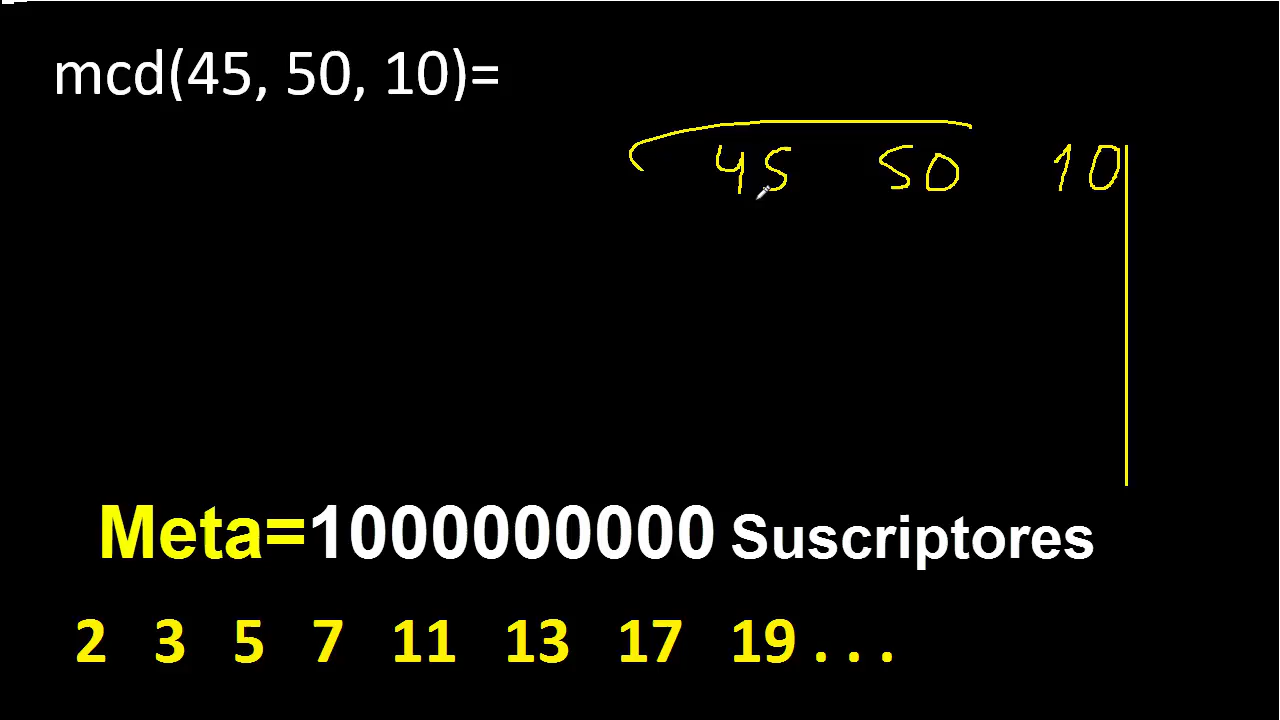 mcd(45, 50, 10)=
45 50 10
Meta=1000000000 Suscriptores
2 3 5 7 11 13 17 19 . . .